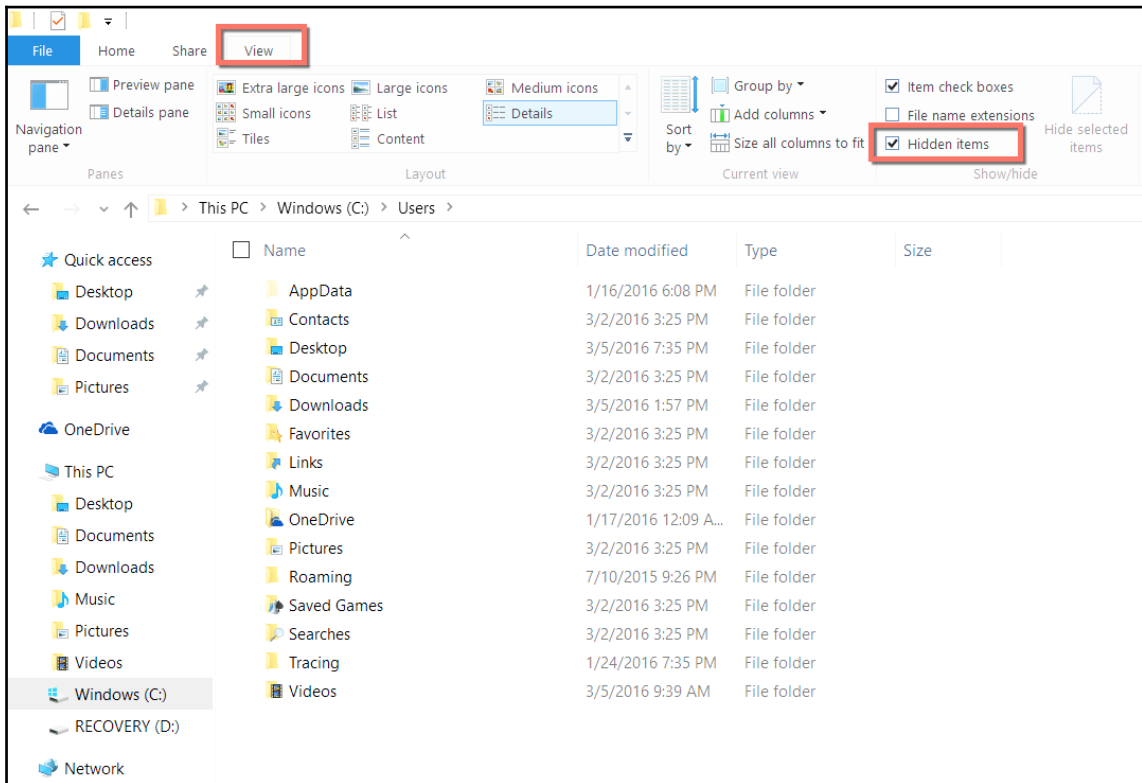 File Home Share View
Preview pane
Details pane
Navigation
pane
Panes
Extra large icons Large icons Medium icons
Small icons List Details
Tiles Content
Layout
Sort
by
Group by
Add columns
Size all columns to fit
Current view
Item check boxes
File name extensions
Hidden items
Hide selected
items
Show/hide
This PC > Windows (C:) > Users >
Quick access
Desktop
Downloads
Documents
Pictures
OneDrive
This PC
Desktop
Documents
Downloads
Music
Pictures
Videos
Windows (C:)
RECOVERY (D:)
Network
Name Date modified Type Size
AppData 1/16/2016 6:08 PM File folder
Contacts 3/2/2016 3:25 PM File folder
Desktop 3/5/2016 7:35 PM File folder
Documents 3/2/2016 3:25 PM File folder
Downloads 3/5/2016 1:57 PM File folder
Favorites 3/2/2016 3:25 PM File folder
Links 3/2/2016 3:25 PM File folder
Music 3/2/2016 3:25 PM File folder
OneDrive 1/17/2016 12:09 A... File folder
Pictures 3/2/2016 3:25 PM File folder
Roaming 7/10/2015 9:26 PM File folder
Saved Games 3/2/2016 3:25 PM File folder
Searches 3/2/2016 3:25 PM File folder
Tracing 1/24/2016 7:35 PM File folder
Videos 3/5/2016 9:39 AM File folder